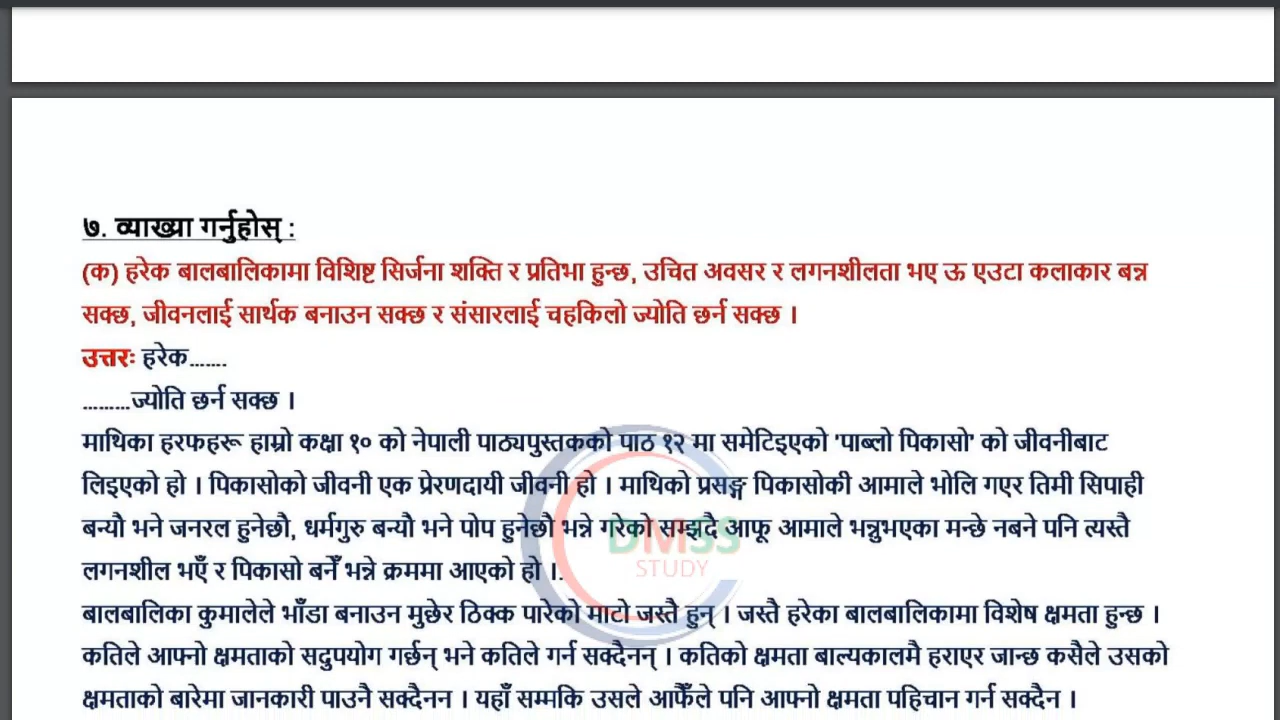 ७. व्याख्या गर्नुहोस् :
(क) हरेक बालबालिकामा विशिष्ट सिर्जना शक्ति र प्रतिभा हुन्छ, उचित अवसर र लगनशीलता भए ऊ एउटा कलाकार बन्न
सक्छ, जीवनलाई सार्थक बनाउन सक्छ र संसारलाई चहकिलो ज्योति छर्न सक्छ ।
उत्तरः हरेक.......
.........ज्योति छर्न सक्छ ।
माथिका हरफहरू हाम्रो कक्षा १० को नेपाली पाठ्यपुस्तकको पाठ १२ मा समेटिइएको 'पाब्लो पिकासो' को जीवनीबाट
लिइएको हो । पिकासोको जीवनी एक प्रेरणदायी जीवनी हो । माथिको प्रसङ्ग पिकासोकी आमाले भोलि गएर तिमी सिपाही
बन्यौ भने जनरल हुनेछौ, धर्मगुरु बन्यौ भने पोप हुनेछौ भन्ने गरेको सम्झदै आफू आमाले भन्नुभएका मन्छे नबने पनि त्यस्तै
लगनशील भएँ र पिकासो बनेँ भन्ने क्रममा आएको हो ।.
बालबालिका कुमालेले भाँडा बनाउन मुछेर ठिक्क पारेको माटो जस्तै हुन् । जस्तै हरेका बालबालिकामा विशेष क्षमता हुन्छ ।
कतिले आफ्नो क्षमताको सदुपयोग गर्छन् भने कतिले गर्न सक्दैनन् । कतिको क्षमता बाल्यकालमै हराएर जान्छ कसैले उसको
क्षमताको बारेमा जानकारी पाउनै सक्दैनन । यहाँ सम्मकि उसले आफैँले पनि आफ्नो क्षमता पहिचान गर्न सक्दैन ।
DMSS
STUDY